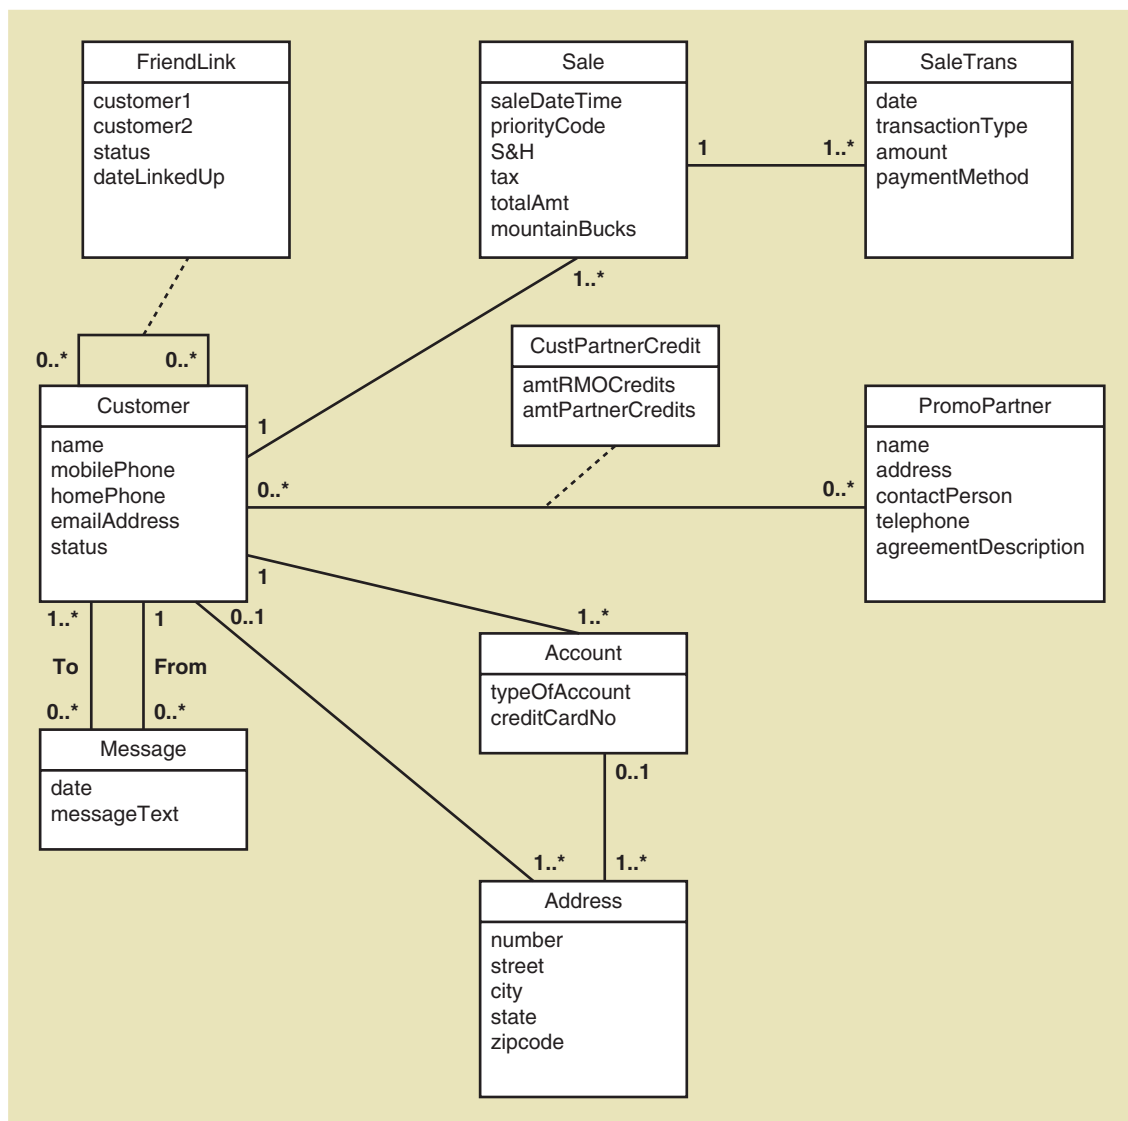 FriendLink
customer1
customer2
status
dateLinkedUp
Sale
saleDateTime
priorityCode
S&H
tax
totalAmt
mountainBucks
SaleTrans
date
transactionType
amount
paymentMethod
1
1..*
1..*
0..*
0..*
CustPartnerCredit
amtRMOCredits
amtPartnerCredits
Customer
name
mobilePhone
homePhone
emailAddress
status
1
0..*
0..*
PromoPartner
name
address
contactPerson
telephone
agreementDescription
1
1..*
1..*
1
0..1
To
From
0..*
0..*
Account
typeOfAccount
creditCardNo
Message
date
messageText
0..1
1..*
1..*
Address
number
street
city
state
zipcode